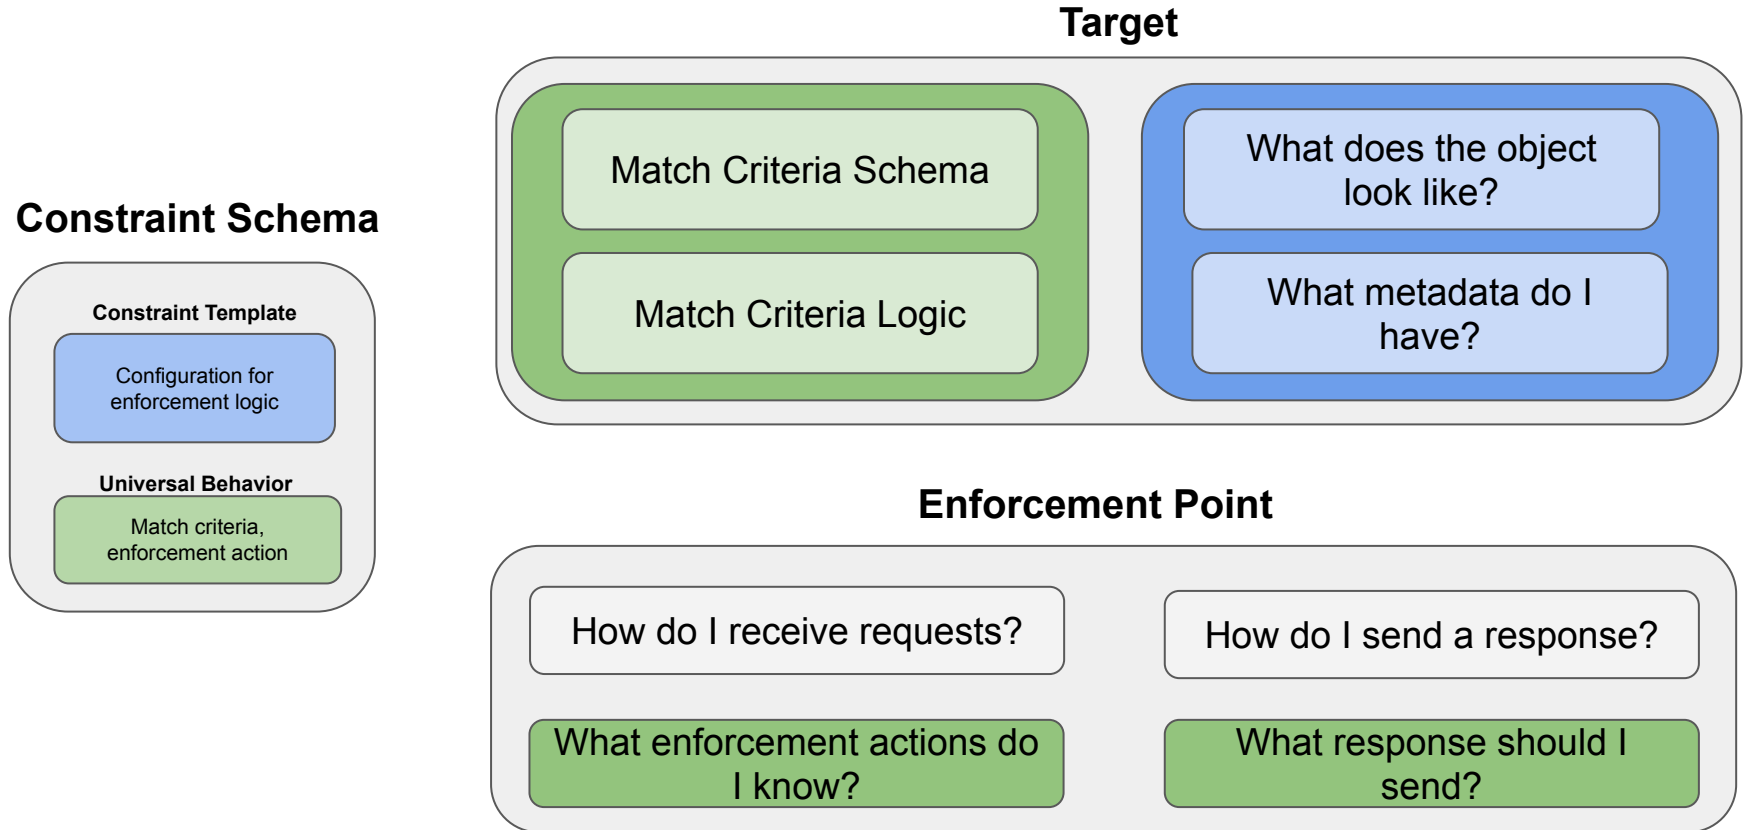 Constraint Schema
Constraint Template
Configuration for
enforcement logic
Universal Behavior
Match criteria,
enforcement action
Target
Match Criteria Schema
Match Criteria Logic
What does the object
look like?
What metadata do I
have?
Enforcement Point
How do I receive requests?
How do I send a response?
What enforcement actions do
I know?
What response should I
send?